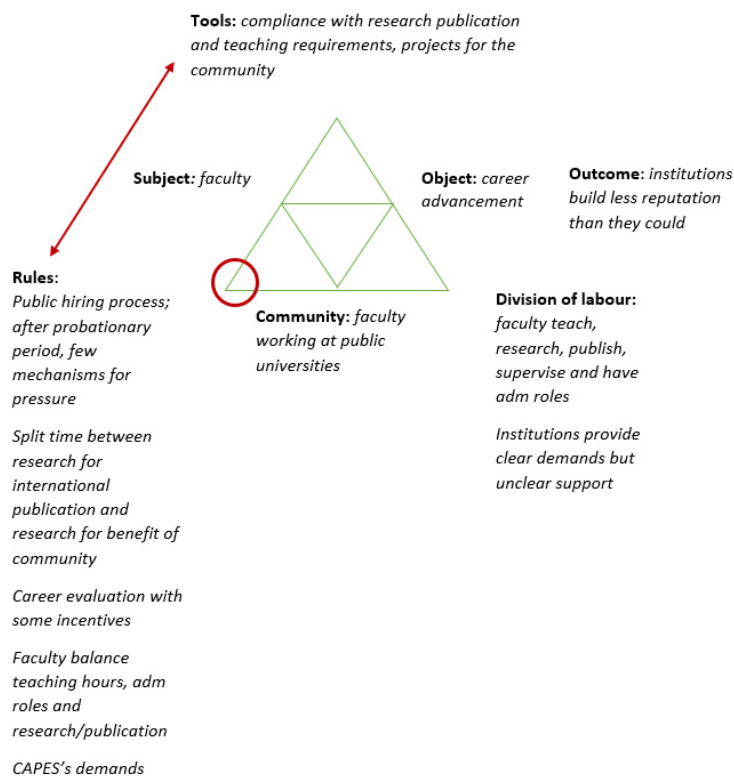 Tools: compliance with research publication
and teaching requirements, projects for the
community
Subject: faculty
Object: career
advancement
Outcome: institutions
build less reputation
than they could
Rules:
Public hiring process;
after probationary
period, few
mechanisms for
pressure
Split time between
research for
international
publication and
research for benefit of
community
Career evaluation with
some incentives
Faculty balance
teaching hours, adm
roles and
research/publication
CAPES's demands
Community: faculty
working at public
universities
Division of labour:
faculty teach,
research, publish,
supervise and have
adm roles
Institutions provide
clear demands but
unclear support